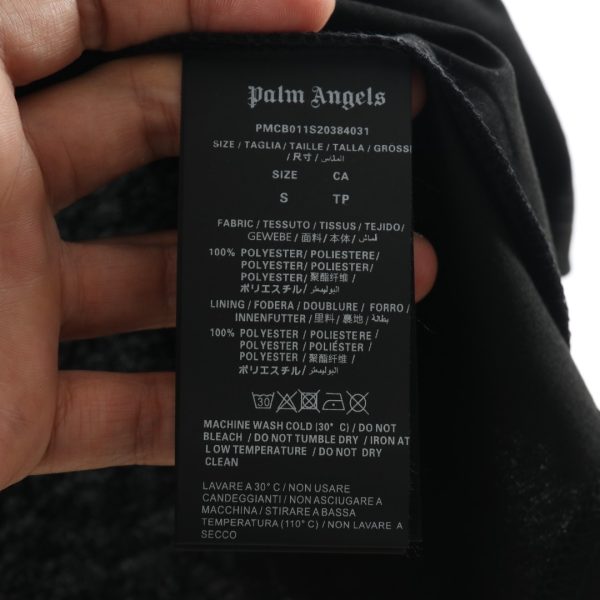 Palm Angels
PMCB011S20384031
SIZE / TAGLIA / TAILLE / TALLA / GRÖSSE
/ 尺寸 / المقاس
SIZE CA
S TP
FABRIC / TESSUTO / TISSUS / TEJIDO/
GEWEBE / 面料 / 本体 / قماش
100% POLYESTER / POLIESTERE/
POLYESTER / POLIESTER/
POLYESTER / 聚酯纤维 /
ポリエステル / البوليستر
LINING / FODERA / DOUBLURE / FORRO /
INNENFUTTER / 里料 / 裏地 / بطانة
100% POLYESTER / POLIESTERE /
POLYESTER / POLIÉSTER /
POLYESTER / 聚酯纤维 /
ポリエステル / البوليستر
30
MACHINE WASH COLD (30° C) / DO NOT
BLEACH / DO NOT TUMBLE DRY / IRON AT
LOW TEMPERATURE / DO NOT DRY
CLEAN
LAVARE A 30° C / NON USARE
CANDEGGIANTI / NON ASCIUGARE A
MACCHINA / STIRARE A BASSA
TEMPERATURA (110° C) / NON LAVARE A
SECCO